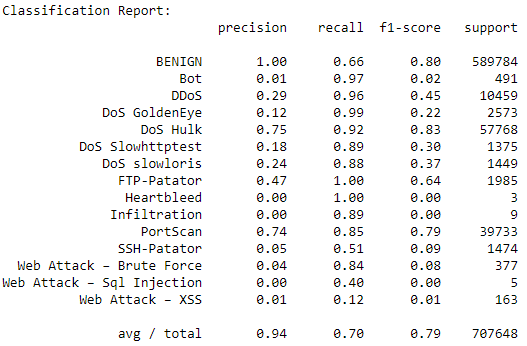 Classification Report:
precision recall f1-score support
BENIGN 1.00 0.66 0.80 589784
Bot 0.01 0.97 0.02 491
DDoS 0.29 0.96 0.45 10459
DoS GoldenEye 0.12 0.99 0.22 2573
DoS Hulk 0.75 0.92 0.83 57768
DoS Slowhttptest 0.18 0.89 0.30 1375
DoS slowloris 0.24 0.88 0.37 1449
FTP-Patator 0.47 1.00 0.64 1985
Heartbleed 0.00 1.00 0.00 3
Infiltration 0.00 0.89 0.00 9
PortScan 0.74 0.85 0.79 39733
SSH-Patator 0.05 0.51 0.09 1474
Web Attack – Brute Force 0.04 0.84 0.08 377
Web Attack – Sql Injection 0.00 0.40 0.00 5
Web Attack – XSS 0.01 0.12 0.01 163
avg / total 0.94 0.70 0.79 707648